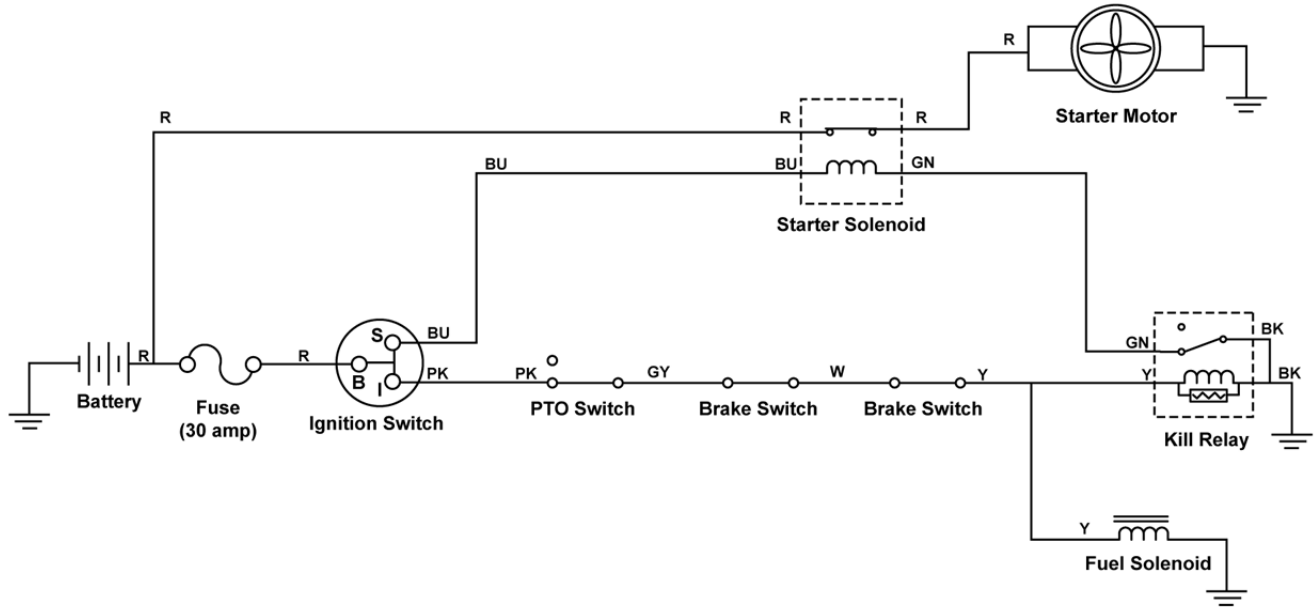 R
Starter Motor
R
R
R
BU
BU
GN
Starter Solenoid
S
BU
GN
BK
R
R
B
I
PK
PK
GY
W
Y
Y
BK
Battery
Fuse
(30 amp)
Ignition Switch
PTO Switch
Brake Switch
Brake Switch
Kill Relay
Y
Fuel Solenoid